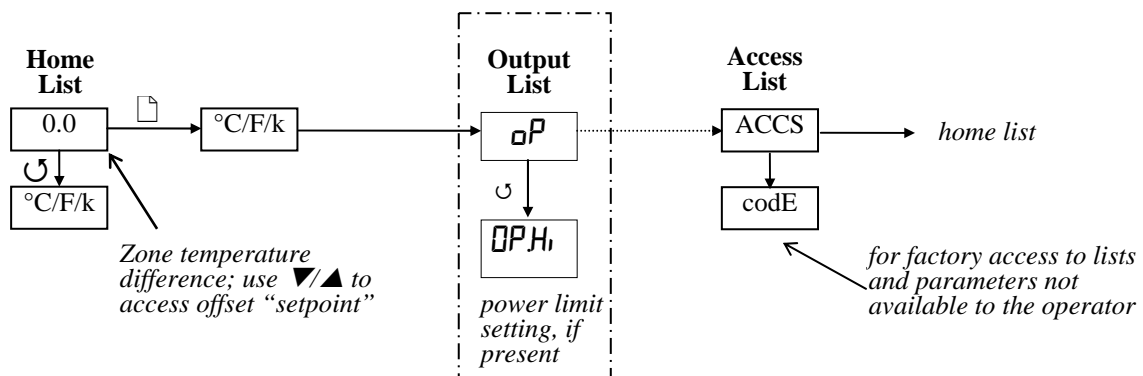 Home
List
0.0
°C/F/k
°C/F/k
Zone temperature
difference; use ▼/▲ to
access offset “setpoint”
Output
List
oP
OP.Hi
power limit
setting, if
present
Access
List
ACCS
codE
home list
for factory access to lists
and parameters not
available to the operator